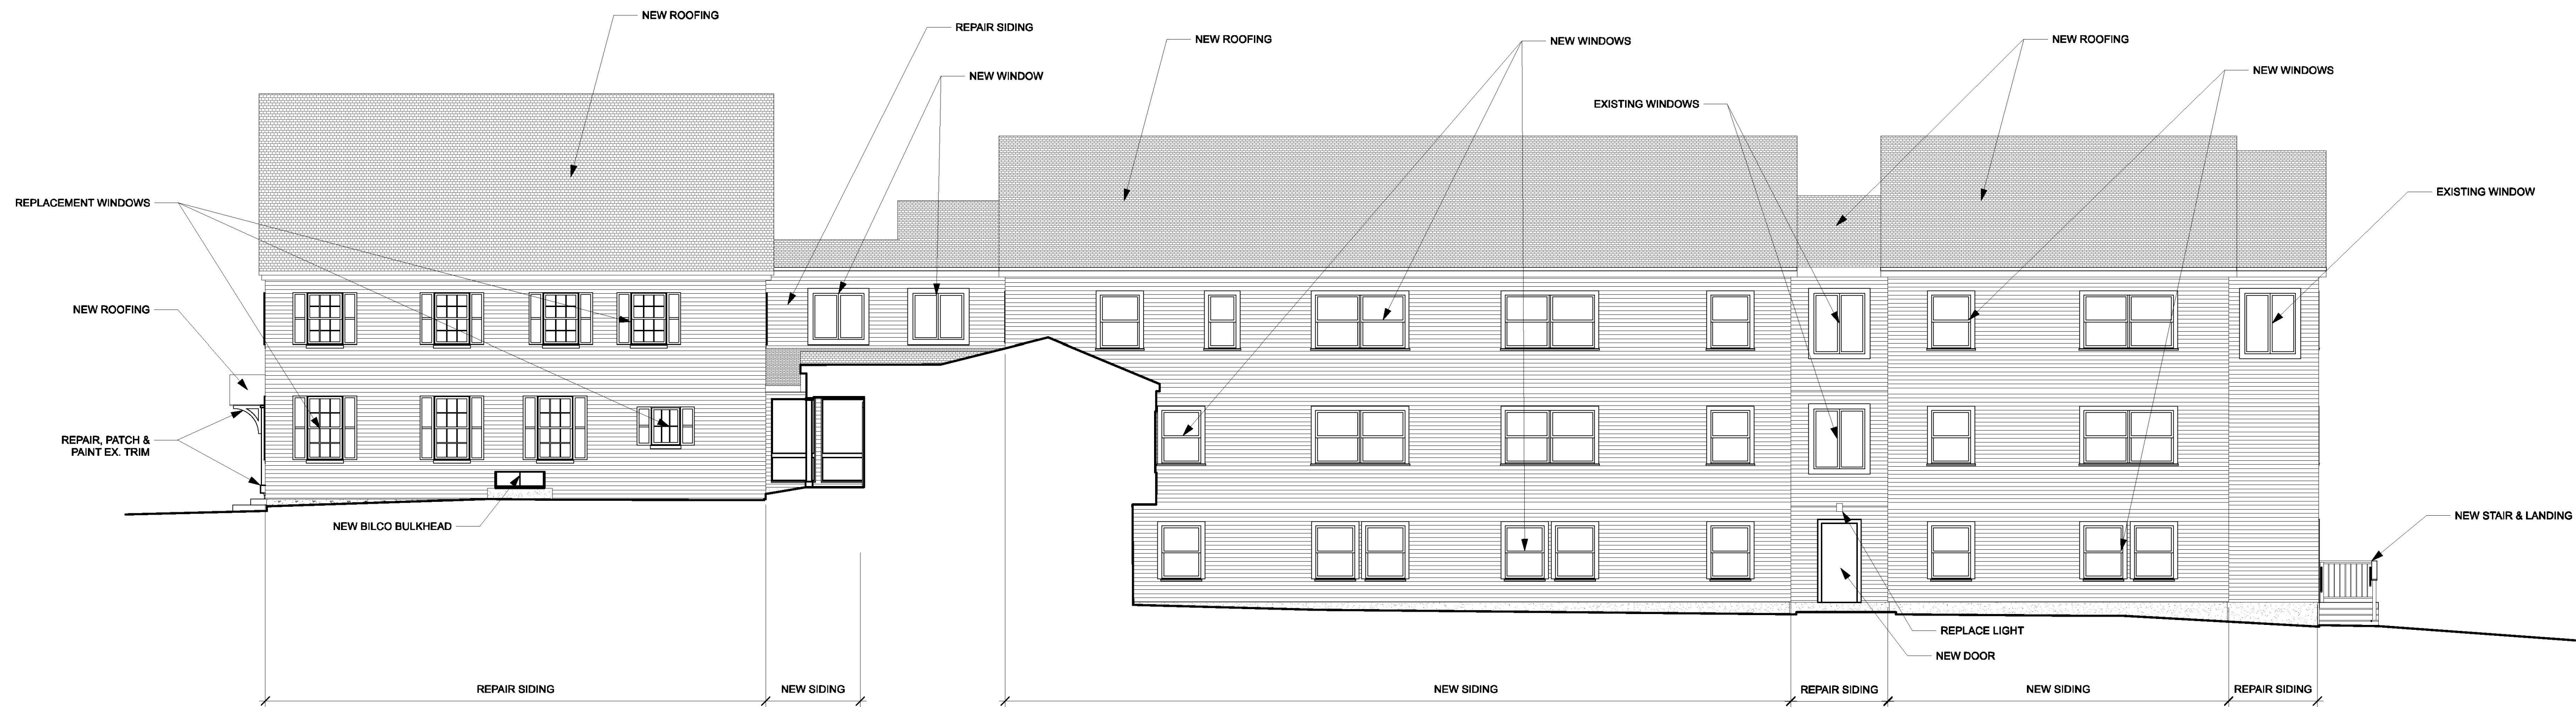 NEW ROOFING
REPAIR SIDING
NEW ROOFING
NEW WINDOWS
NEW ROOFING
NEW WINDOWS
NEW WINDOW
EXISTING WINDOWS
EXISTING WINDOW
REPLACEMENT WINDOWS
NEW ROOFING
REPAIR, PATCH &
PAINT EX. TRIM
NEW BILCO BULKHEAD
NEW STAIR & LANDING
REPLACE LIGHT
NEW DOOR
REPAIR SIDING
NEW SIDING
NEW SIDING
REPAIR SIDING
NEW SIDING
REPAIR SIDING